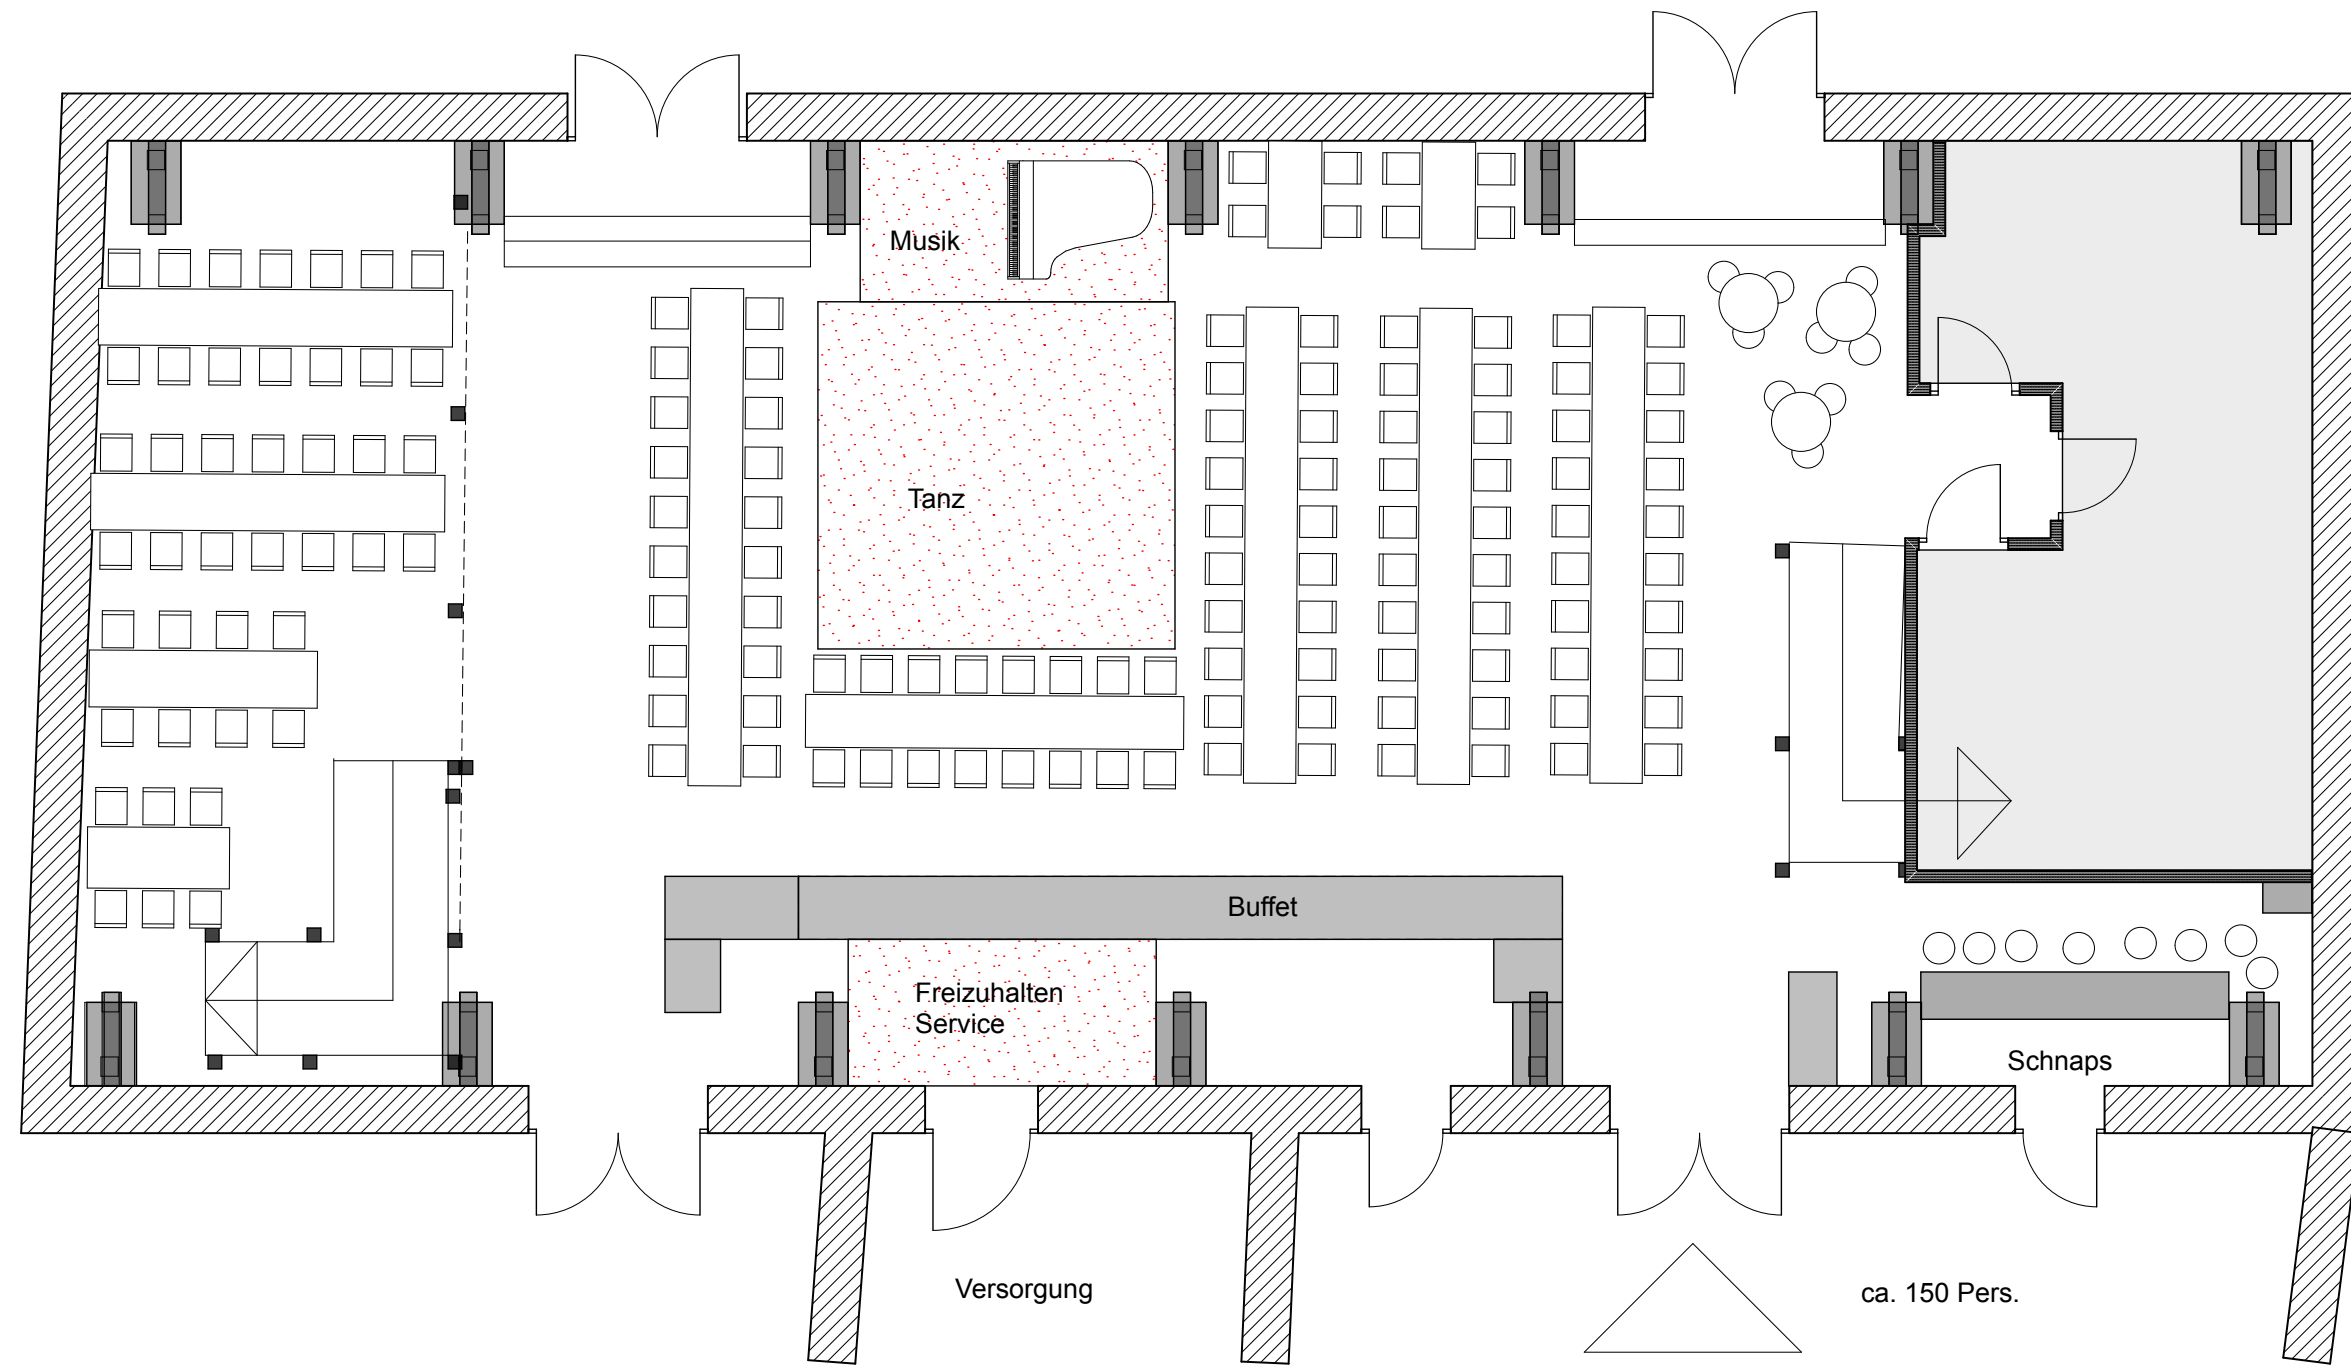 Musik
Tanz
Buffet
Freizuhalten
Service
Schnaps
Versorgung
ca. 150 Pers.